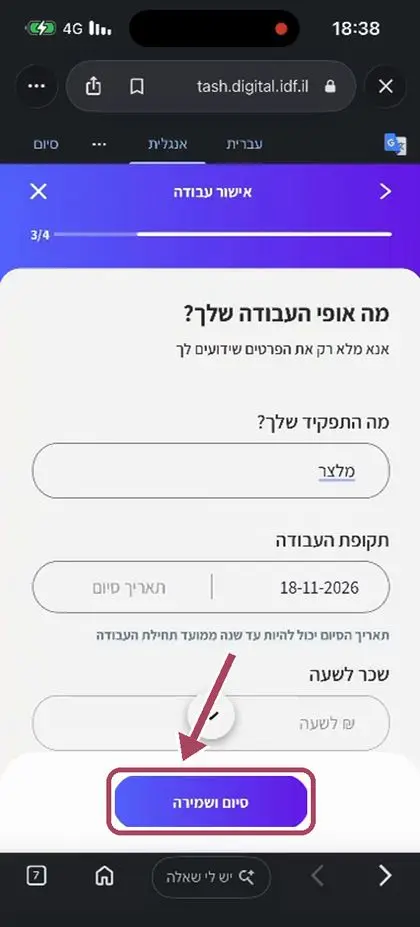 18:38
4G
tash.digital.idf.il
עברית
אנגלית
סיום
אישור עבודה
3/4
מה אופי העבודה שלך?
אנא מלא רק את הפרטים שידועים לך
מה התפקיד שלך?
מלצר
תקופת העבודה
18-11-2026 | תאריך סיום
תאריך הסיום יכול להיות עד שנה ממועד תחילת העבודה
שכר לשעה
₪ לשעה
סיום ושמירה
יש לי שאלה
7